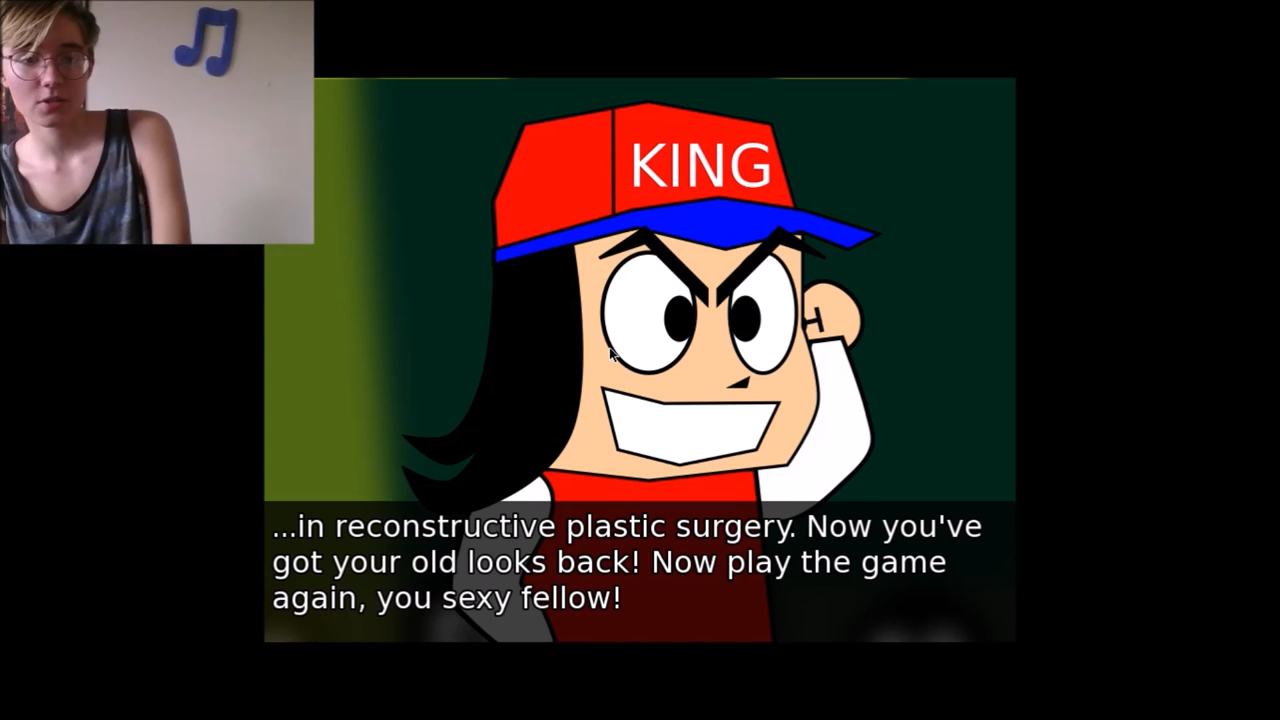 KING
...in reconstructive plastic surgery. Now you've
got your old looks back! Now play the game
again, you sexy fellow!